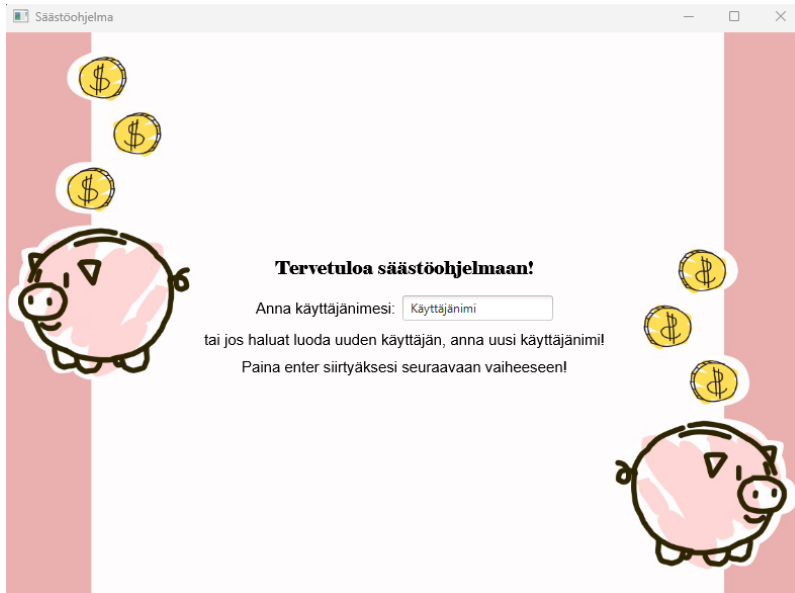 Säästöohjelma
$
$
$
Tervetuloa säästöohjelmaan!
Anna käyttäjänimesi: Käyttäjänimi
tai jos haluat luoda uuden käyttäjän, anna uusi käyttäjänimi!
Paina enter siirtyäksesi seuraavaan vaiheeseen!
$
$
$